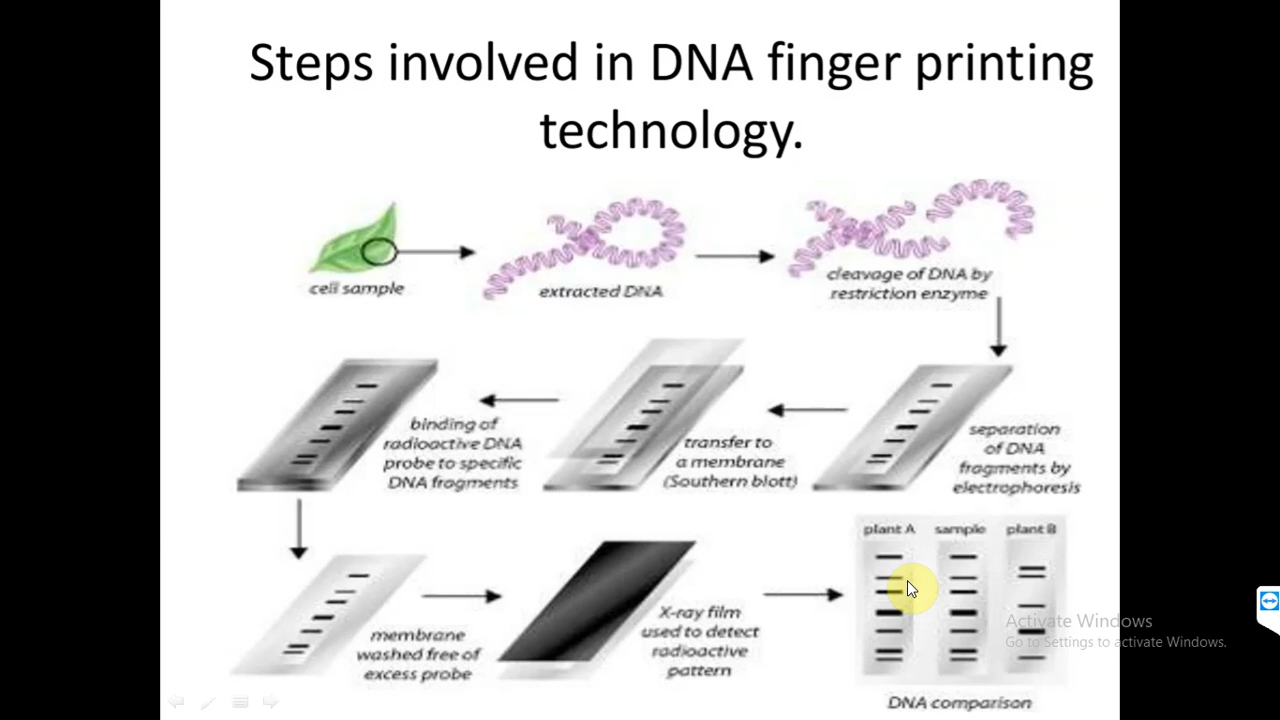 Steps involved in DNA finger printing
technology.
cell sample
extracted DNA
cleavage of DNA by
restriction enzyme
binding of
radioactive DNA
probe to specific
DNA fragments
transfer to
a membrane
(Southern blott)
separation
of DNA
fragments by
electrophoresis
membrane
washed free of
excess probe
X-ray film
used to detect
radioactive
pattern
plant A
sample
plant B
DNA comparison
Activate Windows
Go to Settings to activate Windows.